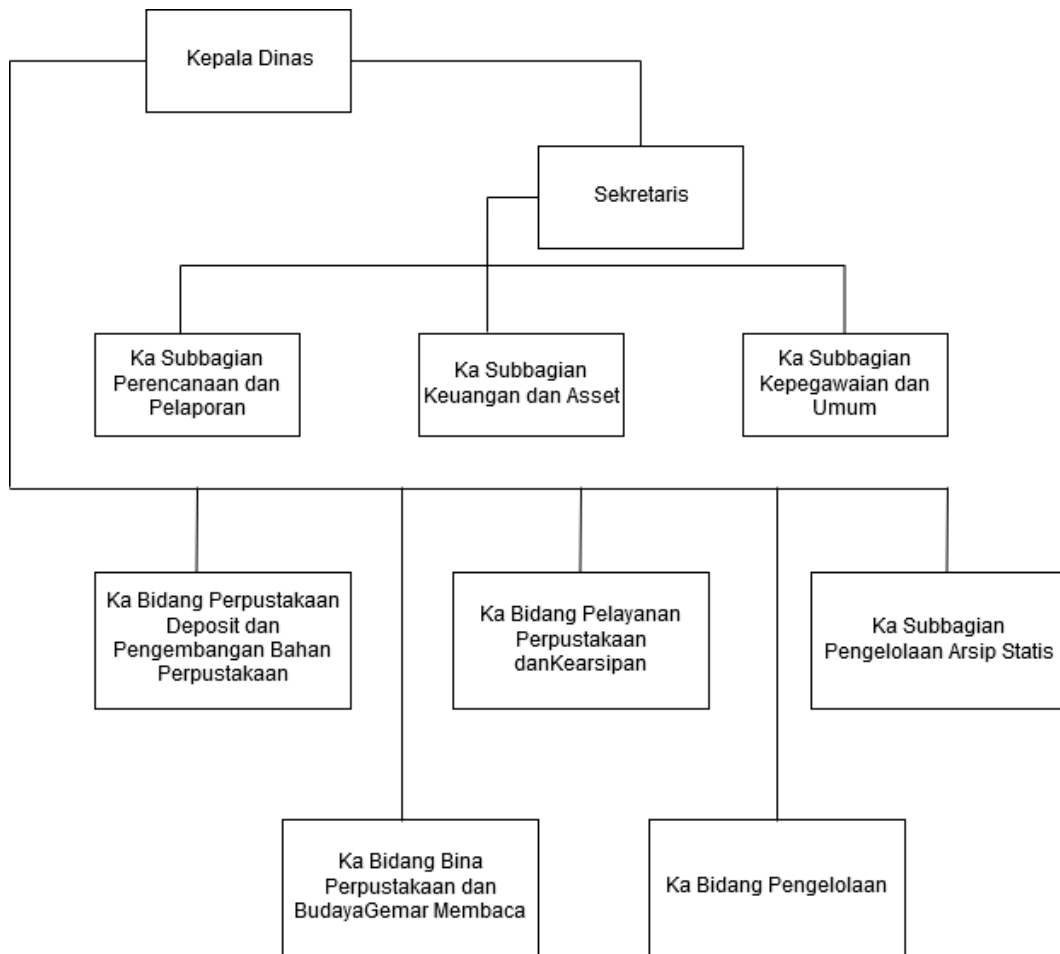 Kepala Dinas
Sekretaris
Ka Subbagian
Perencanaan dan
Pelaporan
Ka Subbagian
Keuangan dan Asset
Ka Subbagian
Kepegawaian dan
Umum
Ka Bidang Perpustakaan
Deposit dan
Pengembangan Bahan
Perpustakaan
Ka Bidang Pelayanan
Perpustakaan
danKearsipan
Ka Subbagian
Pengelolaan Arsip Statis
Ka Bidang Bina
Perpustakaan dan
BudayaGemar Membaca
Ka Bidang Pengelolaan